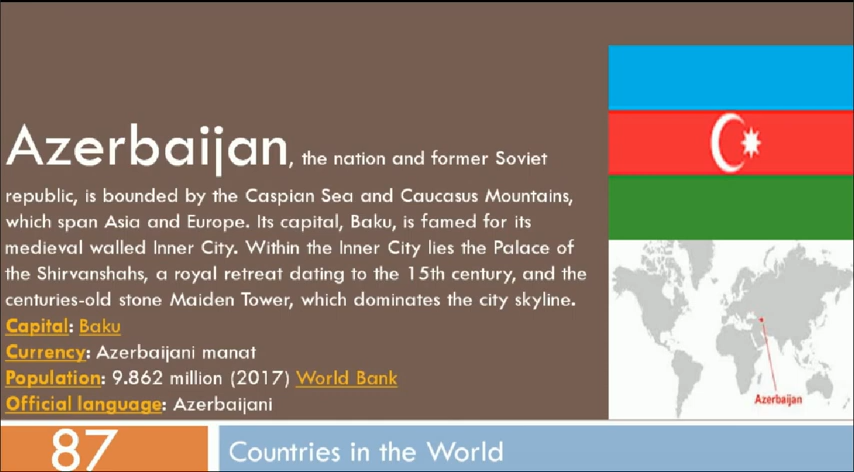 Azerbaijan, the nation and former Soviet
republic, is bounded by the Caspian Sea and Caucasus Mountains,
which span Asia and Europe. Its capital, Baku, is famed for its
medieval walled Inner City. Within the Inner City lies the Palace of
the Shirvanshahs, a royal retreat dating to the 15th century, and the
centuries-old stone Maiden Tower, which dominates the city skyline.
Capital: Baku
Currency: Azerbaijani manat
Population: 9.862 million (2017) World Bank
Official language: Azerbaijani
Azerbaijan
87
Countries in the World